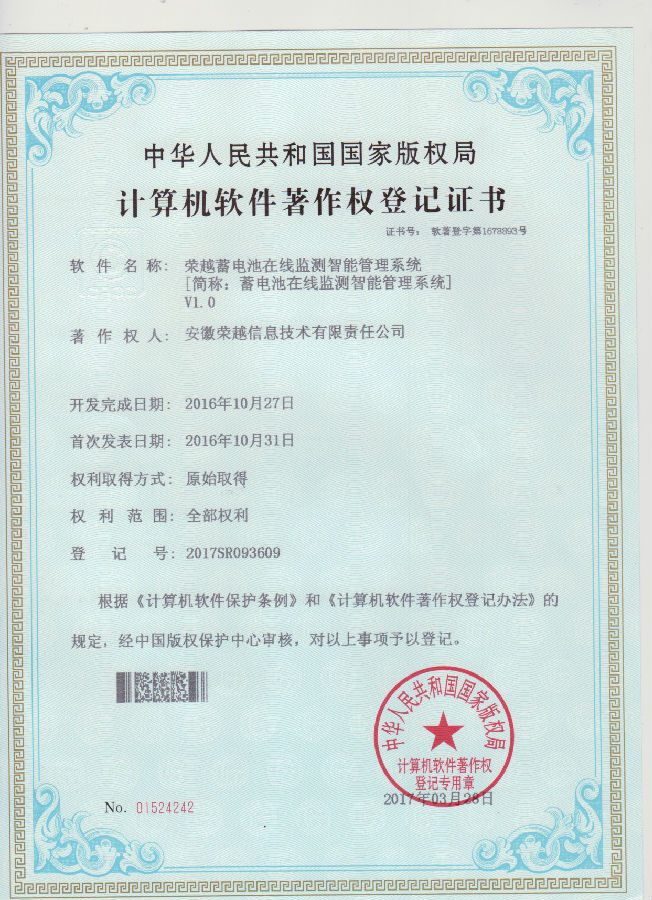 中华人民共和国国家版权局
计算机软件著作权登记证书
证书号： 软著登字第1678893号
软件名称： 荣越蓄电池在线监测智能管理系统
[简称：蓄电池在线监测智能管理系统]
V1.0
著作权人： 安徽荣越信息技术有限责任公司
开发完成日期： 2016年10月27日
首次发表日期： 2016年10月31日
权利取得方式： 原始取得
权利范围： 全部权利
登记号： 2017SR093609
根据《计算机软件保护条例》和《计算机软件著作权登记办法》的
规定，经中国版权保护中心审核，对以上事项予以登记。
中华人民共和国国家版权局
计算机软件著作权
登记专用章
2017年03月28日
No. 01524242